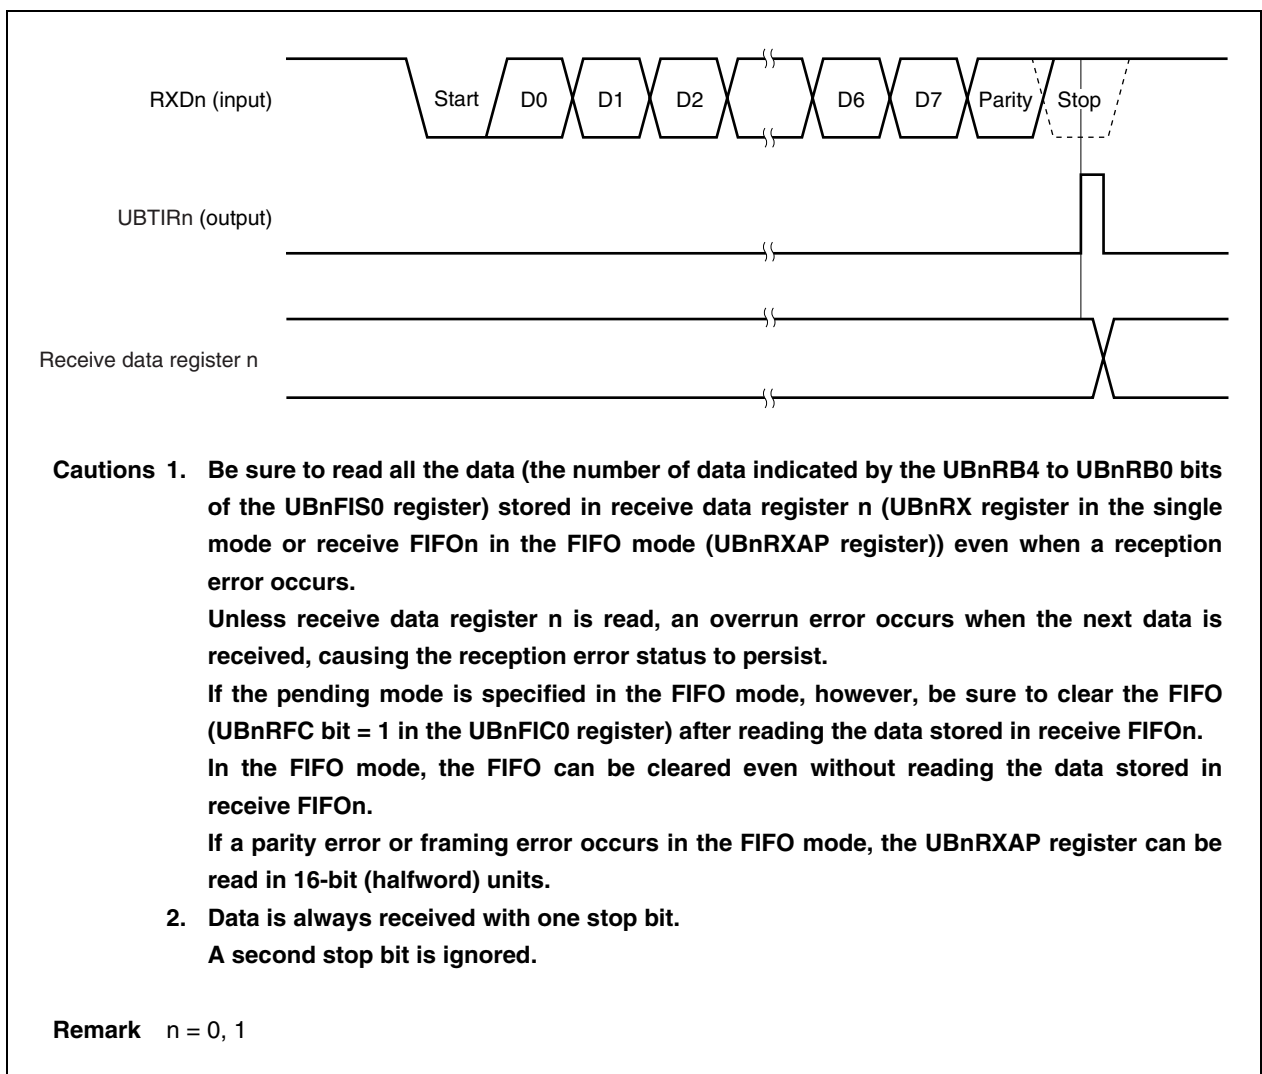 RXDn (input)
Start D0 D1 D2 D6 D7 Parity Stop
UBTIRn (output)
Receive data register n
Cautions 1. Be sure to read all the data (the number of data indicated by the UBnRB4 to UBnRB0 bits
of the UBnFIS0 register) stored in receive data register n (UBnRX register in the single
mode or receive FIFOn in the FIFO mode (UBnRXAP register)) even when a reception
error occurs.
Unless receive data register n is read, an overrun error occurs when the next data is
received, causing the reception error status to persist.
If the pending mode is specified in the FIFO mode, however, be sure to clear the FIFO
(UBnRFC bit = 1 in the UBnFIC0 register) after reading the data stored in receive FIFOn.
In the FIFO mode, the FIFO can be cleared even without reading the data stored in
receive FIFOn.
If a parity error or framing error occurs in the FIFO mode, the UBnRXAP register can be
read in 16-bit (halfword) units.
2. Data is always received with one stop bit.
A second stop bit is ignored.
Remark n = 0, 1